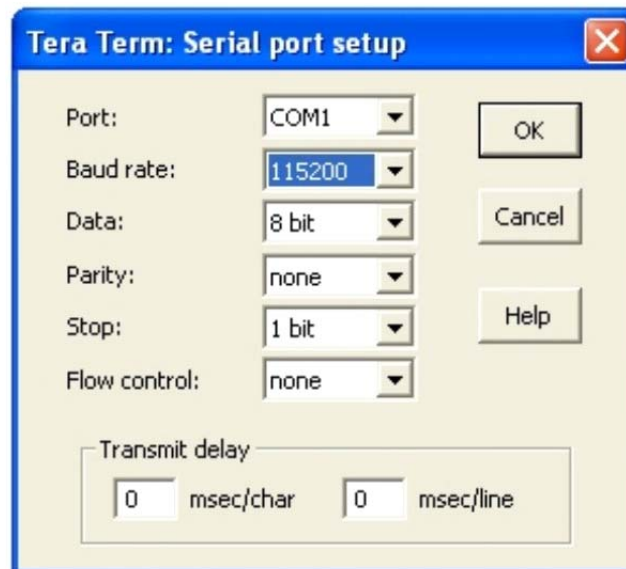 Tera Term: Serial port setup
Port: COM1
OK
Baud rate: 115200
Data: 8 bit
Cancel
Parity: none
Stop: 1 bit
Help
Flow control: none
Transmit delay
0 msec/char 0 msec/line